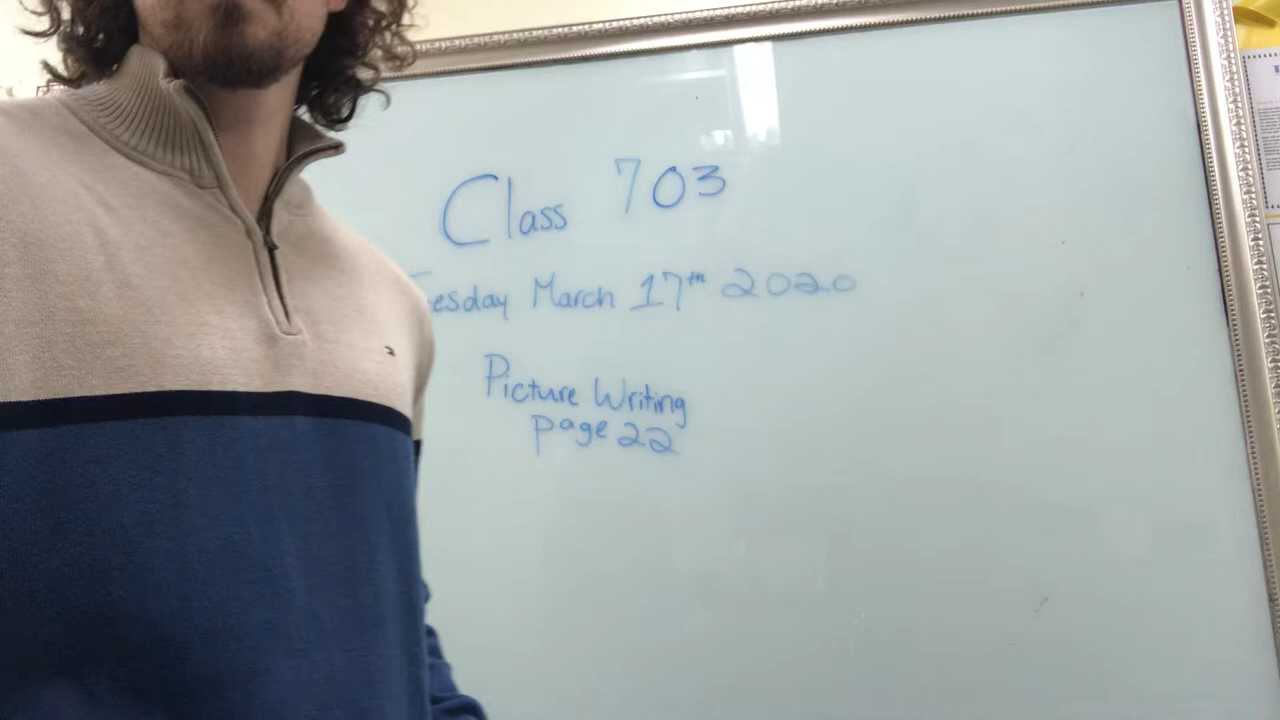 Class 703
Tuesday March 17th 2020
Picture Writing
page 22